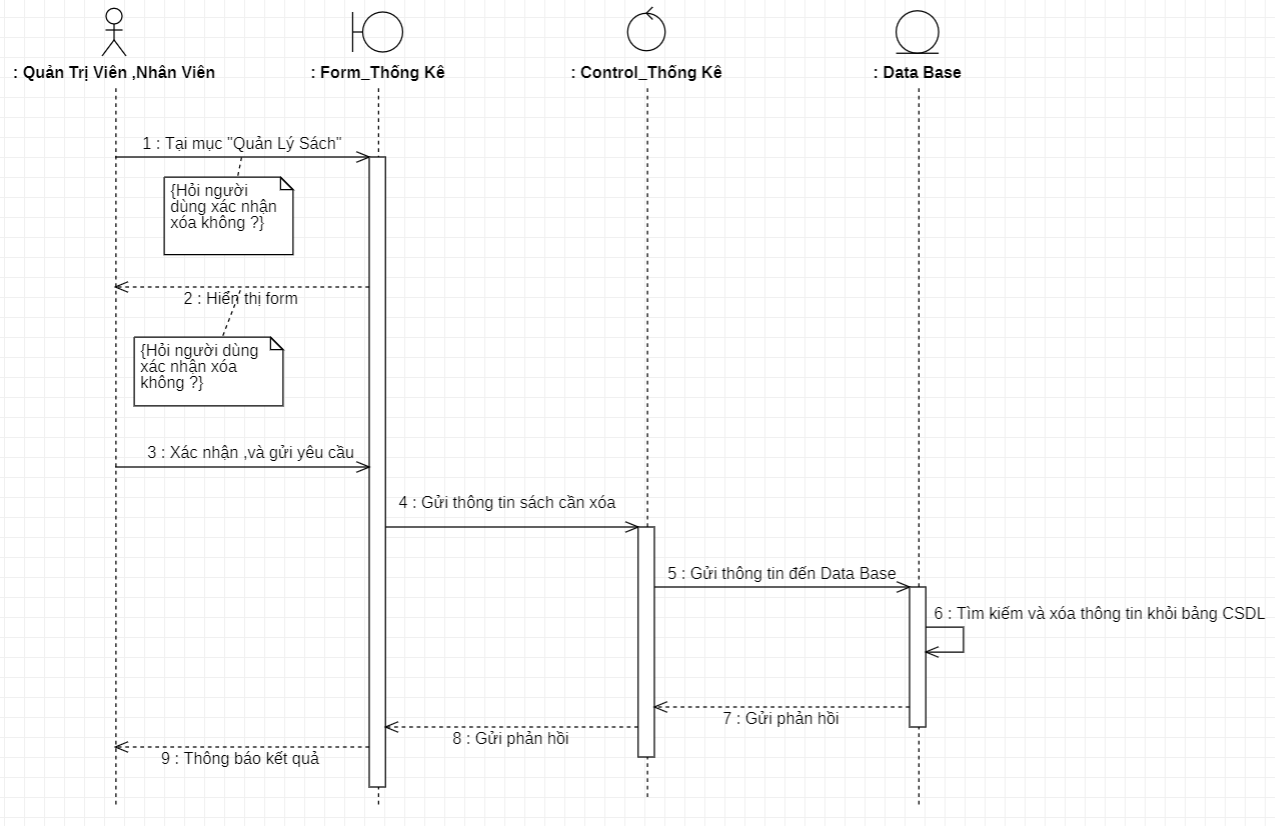 : Quản Trị Viên ,Nhân Viên
: Form_Thống Kê
: Control_Thống Kê
: Data Base
1 : Tại mục "Quản Lý Sách"
{Hỏi người
dùng xác nhận
xóa không ?}
2 : Hiển thị form
{Hỏi người dùng
xác nhận xóa
không ?}
3 : Xác nhận ,và gửi yêu cầu
4 : Gửi thông tin sách cần xóa
5 : Gửi thông tin đến Data Base
6 : Tìm kiếm và xóa thông tin khỏi bảng CSDL
7 : Gửi phản hồi
8 : Gửi phản hồi
9 : Thông báo kết quả